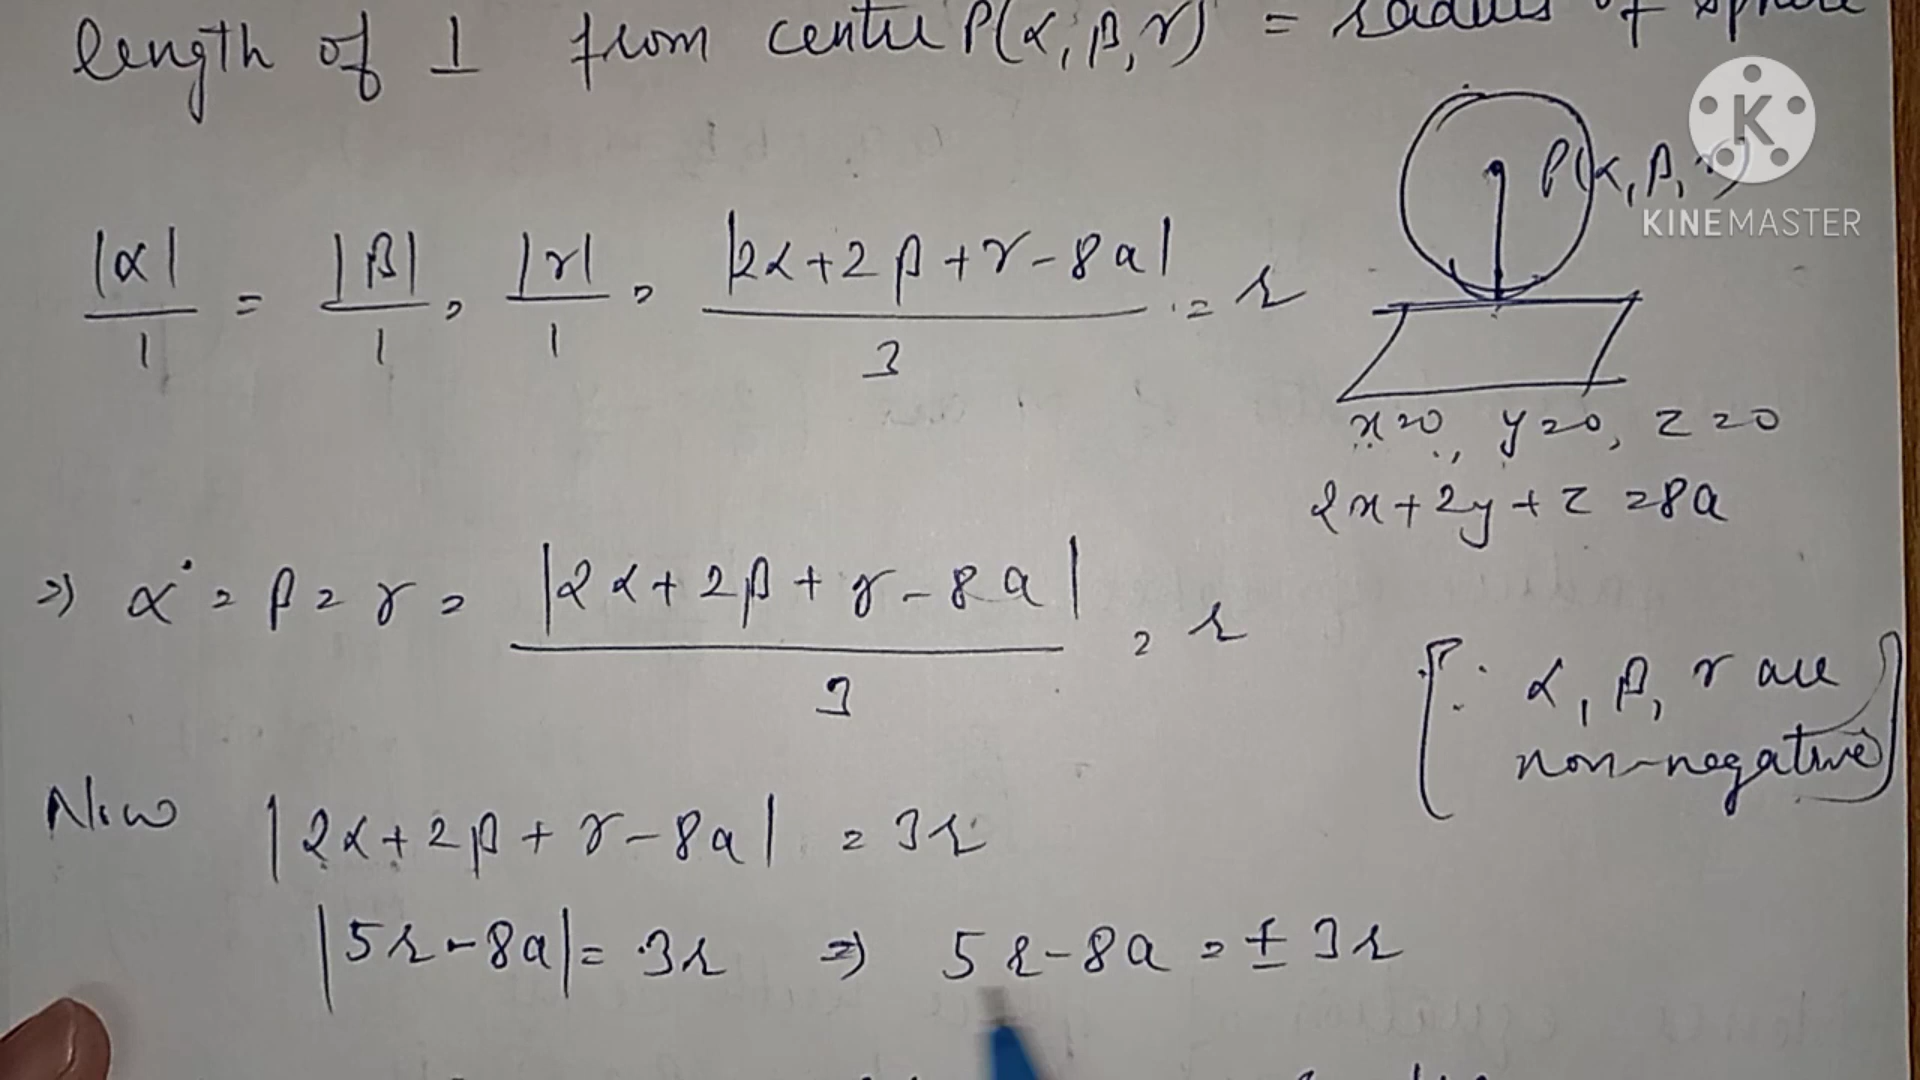 length of ⊥ from centre P(α, β, γ) = radius of sphere
P(α, β, γ)
KINEMASTER
|α|/1 = |β|/1 = |γ|/1 = |2α+2β+γ-8a|/3 = r
x=0, y=0, z=0
2x+2y+z=8a
⇒ α = β = γ = |2α+2β+γ-8a|/3 = r
[∵ α, β, γ are
non-negative]
Now |2α+2β+γ-8a| = 3r
|5r-8a| = 3r ⇒ 5r-8a = ±3r